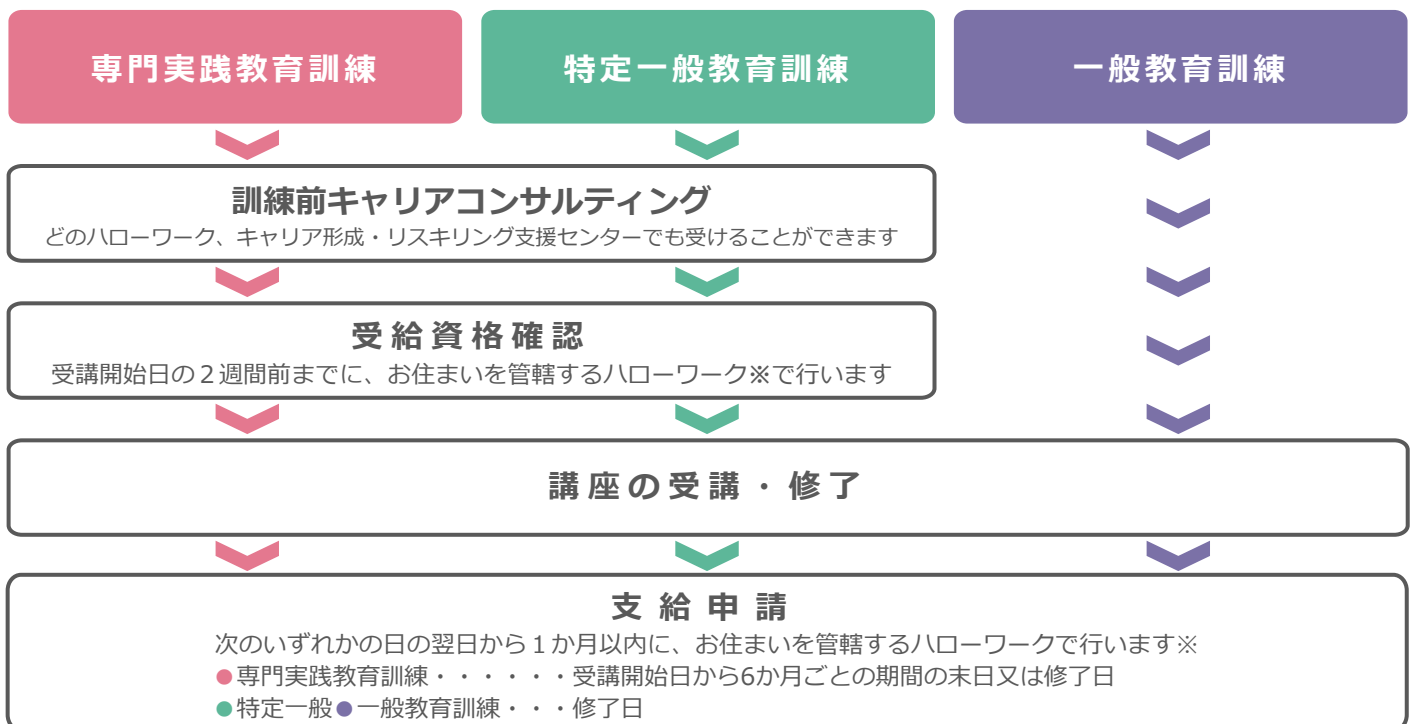 専門実践教育訓練
特定一般教育訓練
一般教育訓練
訓練前キャリアコンサルティング
どのハローワーク、キャリア形成・リスキリング支援センターでも受けることができます
受給資格確認
受講開始日の２週間前までに、お住まいを管轄するハローワーク※で行います
講座の受講・修了
支給申請
次のいずれかの日の翌日から１か月以内に、お住まいを管轄するハローワークで行います※
●専門実践教育訓練・・・・・・受講開始日から6か月ごとの期間の末日又は修了日
●特定一般●一般教育訓練・・・修了日